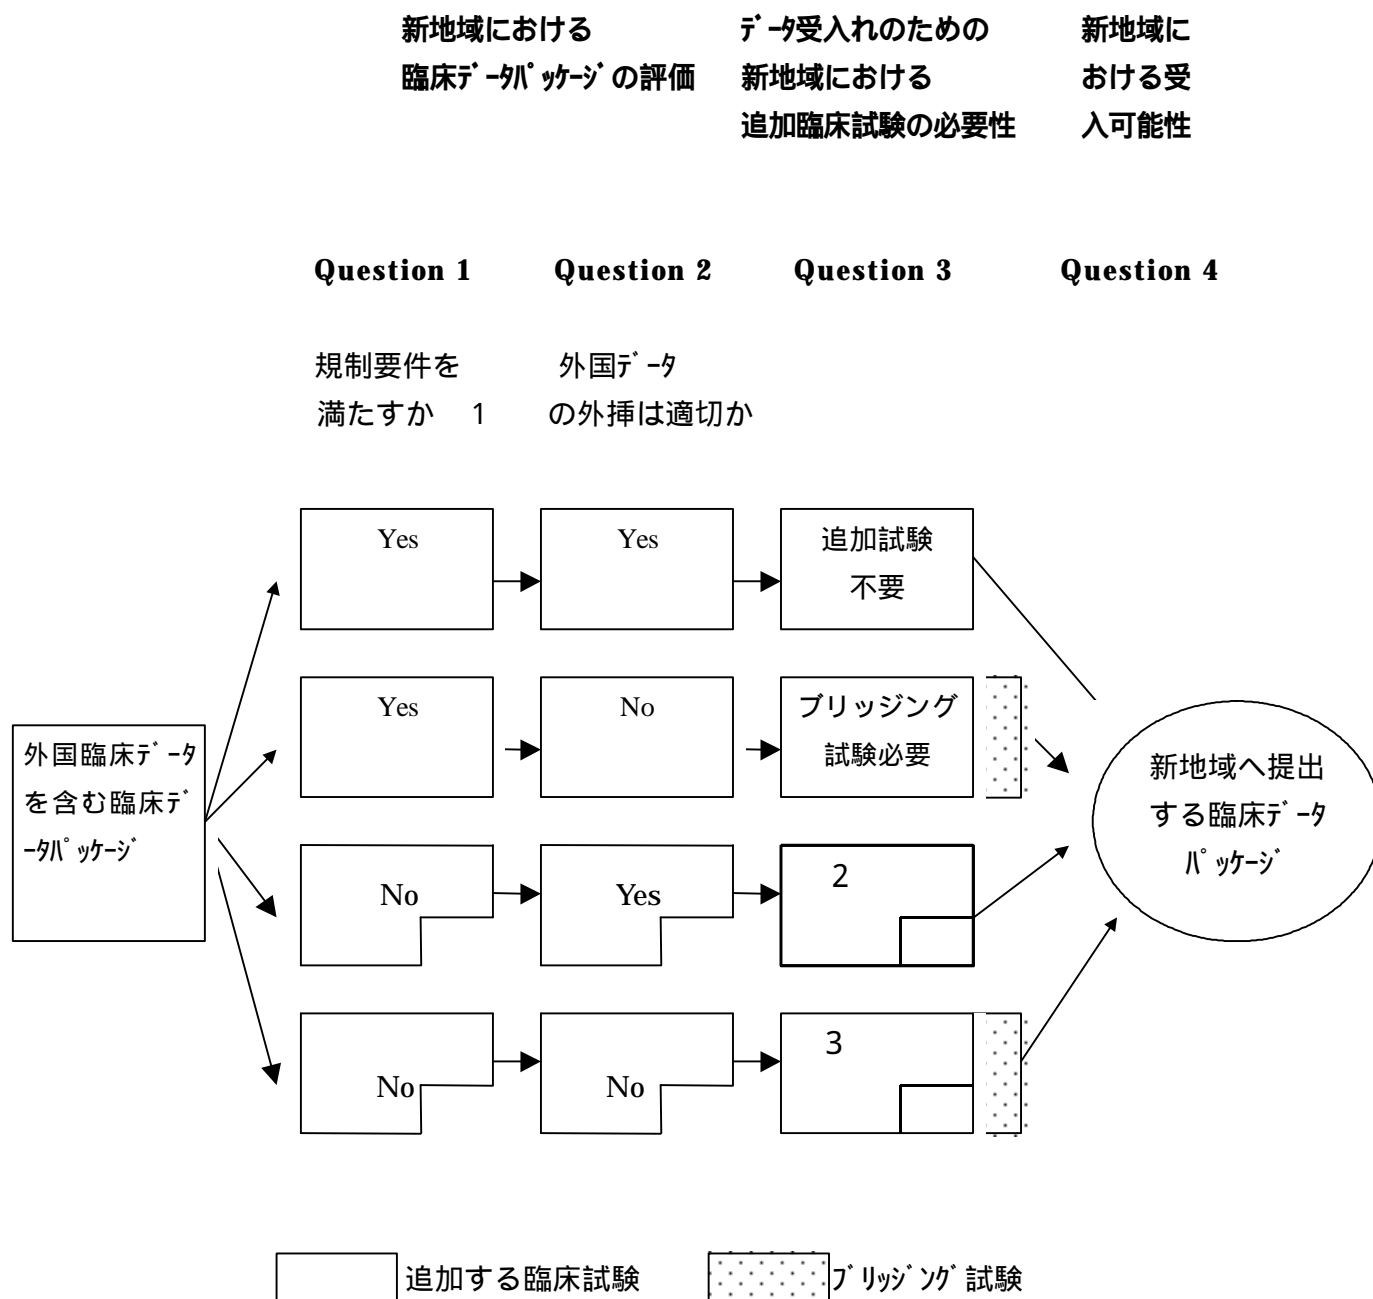 新地域における
臨床ﾃﾞｰﾀﾊﾟｯｹｰｼﾞの評価
ﾃﾞｰﾀ受入れのための
新地域における
追加臨床試験の必要性
新地域に
おける受
入可能性
Question 1
Question 2
Question 3
Question 4
規制要件を
満たすか 1
外国ﾃﾞｰﾀ
の外挿は適切か
外国臨床ﾃﾞｰﾀ
を含む臨床ﾃﾞ
ｰﾀﾊﾟｯｹｰｼﾞ
Yes
Yes
追加試験
不要
Yes
No
ブリッジング
試験必要
No
Yes
2
No
No
3
新地域へ提出
する臨床ﾃﾞｰﾀ
ﾊﾟｯｹｰｼﾞ
追加する臨床試験
ﾌﾞﾘｯｼﾞﾝｸﾞ試験